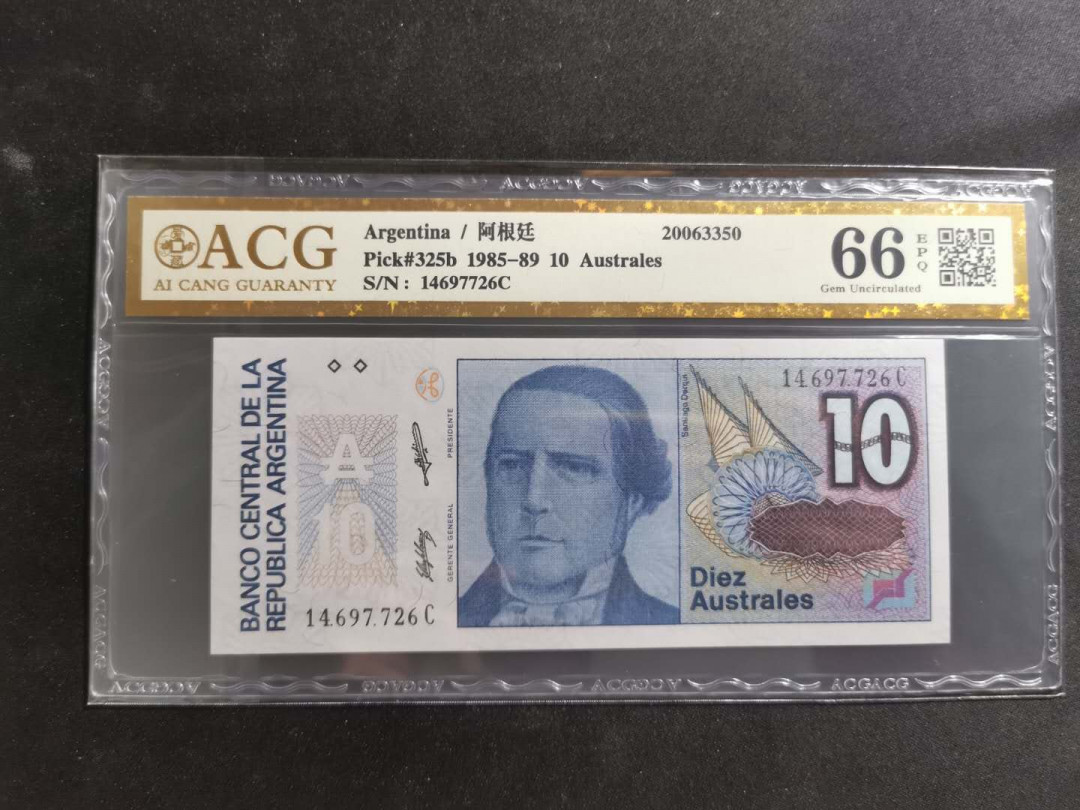 ACG
AI CANG GUARANTY
Argentina / 阿根廷
20063350
Pick#325b 1985-89 10 Australes
S/N: 14697726C
66
EPQ
Gem Uncirculated
BANCO CENTRAL DE LA
REPUBLICA ARGENTINA
A
10
14.697.726 C
PRESIDENTE
GERENTE GENERAL
Santiago Derqui
14.697.726 C
10
Diez
Australes
ACGACG